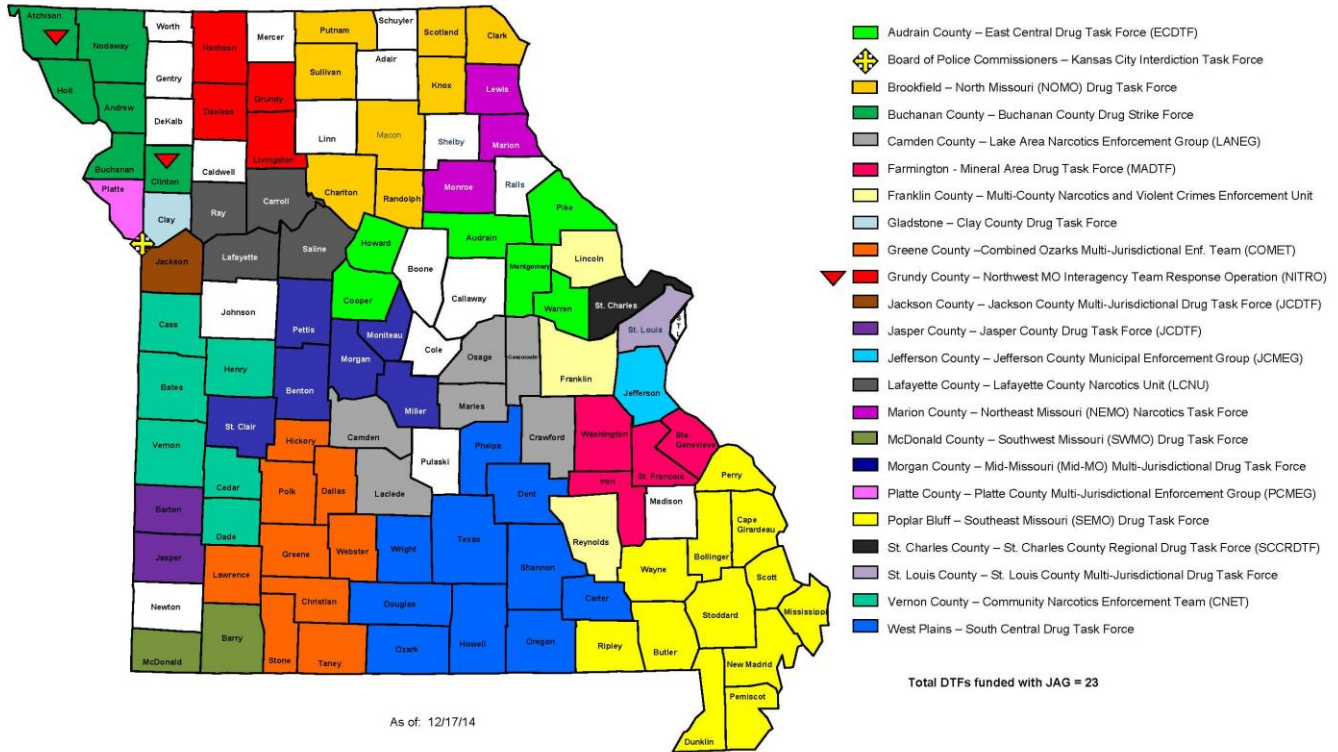 Atchison
Worth
Mercer
Putnam
Schuyler
Scotland
Clark
Nodaway
Harrison
Adair
Gentry
Sullivan
Knox
Lewis
Holt
Andrew
DeKalb
Daviess
Grundy
Linn
Macon
Shelby
Marion
Buchanan
Clinton
Caldwell
Livingston
Chariton
Randolph
Monroe
Ralls
Platte
Clay
Ray
Carroll
Pike
Audrain
Jackson
Lafayette
Saline
Howard
Boone
Montgomery
Lincoln
Cooper
Callaway
Warren
St. Charles
Cass
Johnson
Pettis
Moniteau
Cole
Osage
Gasconade
St. Louis
S
T
L
Bates
Henry
Benton
Morgan
Miller
Maries
Franklin
Jefferson
Vernon
St. Clair
Hickory
Camden
Pulaski
Phelps
Crawford
Washington
Ste.
Genevieve
St. Francois
Cedar
Polk
Dallas
Laclede
Dent
Iron
Madison
Perry
Barton
Dade
Greene
Webster
Wright
Texas
Shannon
Reynolds
Wayne
Bollinger
Cape
Girardeau
Jasper
Lawrence
Christian
Douglas
Carter
Stoddard
Scott
Mississippi
Newton
Barry
Stone
Taney
Ozark
Howell
Oregon
Ripley
Butler
New Madrid
McDonald
Pemiscot
Dunklin
As of: 12/17/14
Audrain County – East Central Drug Task Force (ECDTF)
Board of Police Commissioners – Kansas City Interdiction Task Force
Brookfield – North Missouri (NOMO) Drug Task Force
Buchanan County – Buchanan County Drug Strike Force
Camden County – Lake Area Narcotics Enforcement Group (LANEG)
Farmington - Mineral Area Drug Task Force (MADTF)
Franklin County – Multi-County Narcotics and Violent Crimes Enforcement Unit
Gladstone – Clay County Drug Task Force
Greene County –Combined Ozarks Multi-Jurisdictional Enf. Team (COMET)
Grundy County – Northwest MO Interagency Team Response Operation (NITRO)
Jackson County – Jackson County Multi-Jurisdictional Drug Task Force (JCDTF)
Jasper County – Jasper County Drug Task Force (JCDTF)
Jefferson County – Jefferson County Municipal Enforcement Group (JCMEG)
Lafayette County – Lafayette County Narcotics Unit (LCNU)
Marion County – Northeast Missouri (NEMO) Narcotics Task Force
McDonald County – Southwest Missouri (SWMO) Drug Task Force
Morgan County – Mid-Missouri (Mid-MO) Multi-Jurisdictional Drug Task Force
Platte County – Platte County Multi-Jurisdictional Enforcement Group (PCMEG)
Poplar Bluff – Southeast Missouri (SEMO) Drug Task Force
St. Charles County – St. Charles County Regional Drug Task Force (SCCRDTF)
St. Louis County – St. Louis County Multi-Jurisdictional Drug Task Force
Vernon County – Community Narcotics Enforcement Team (CNET)
West Plains – South Central Drug Task Force
Total DTFs funded with JAG = 23